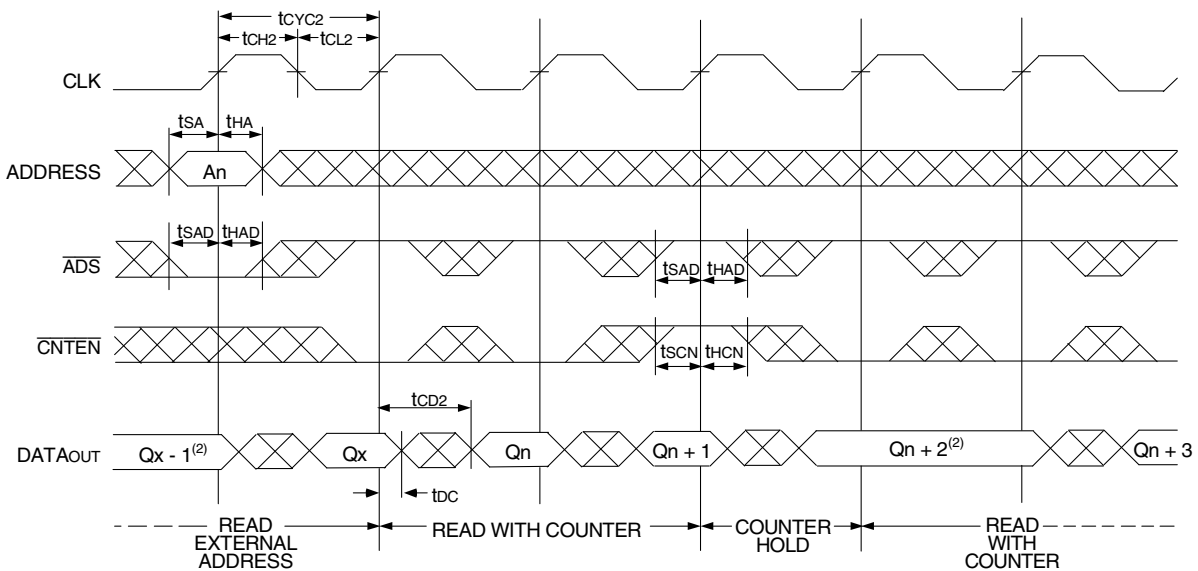 tCYC2
tCH2 tCL2
CLK
tSA tHA
ADDRESS An
tSAD tHAD
ADS tSAD tHAD
CNTEN
tSCN tHCN
tCD2
DATAOUT Qx - 1(2) Qx Qn Qn + 1 Qn + 2(2) Qn + 3
tDC
READ EXTERNAL ADDRESS
READ WITH COUNTER
COUNTER HOLD
READ WITH COUNTER